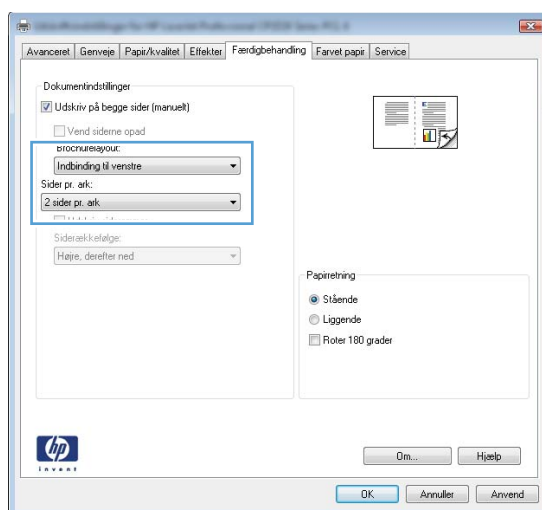 Avanceret Genveje Papir/kvalitet Effekter Færdigbehandling Farvet papir Service
Dokumentindstillinger
Udskriv på begge sider (manuelt)
Vend siderne opad
Brochurelayout:
Indbinding til venstre
Sider pr. ark:
2 sider pr. ark
Siderækkefølge:
Højre, derefter ned
Papirretning
Stående
Liggende
Roter 180 grader
hp
invent
Om... Hjælp
OK Annuller Anvend